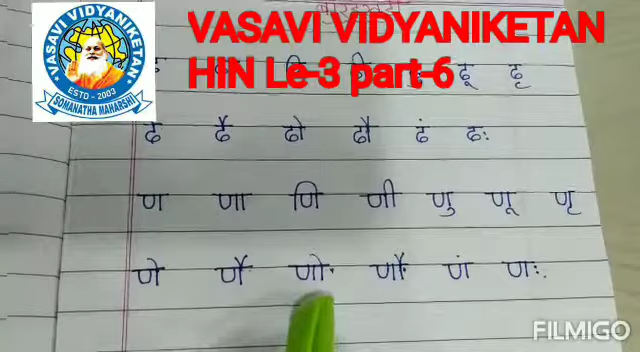 VASAVI VIDYANIKETAN
HIN Le-3 part-6
VASAVI VIDYANIKETAN
ESTD - 2003
SOMANATHA MAHARSHI
ढू ढृ
ढे ढै ढो ढौ ढं ढः
ण णा णि णी णु णू णृ
णे णै णो णौ णं णः
FILMIGO